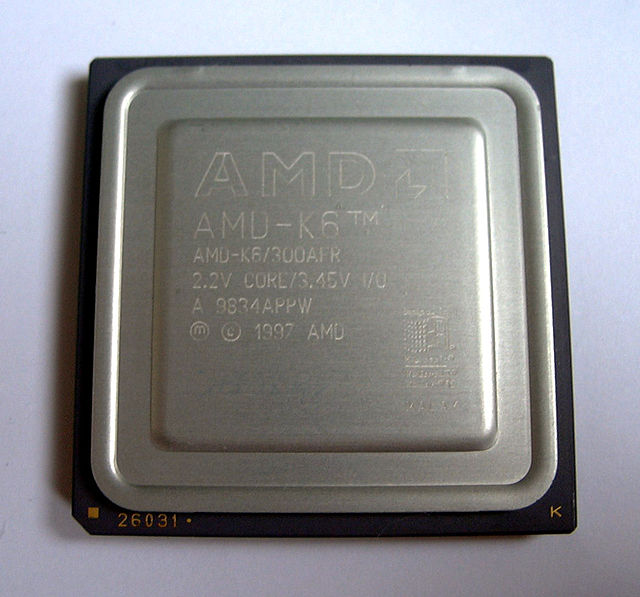 AMD
AMD-K6™
AMD-K6/300AFR
2.2V CORE/3.45V I/O
A 9834APPW
ⓜ © 1997 AMD
26031
K